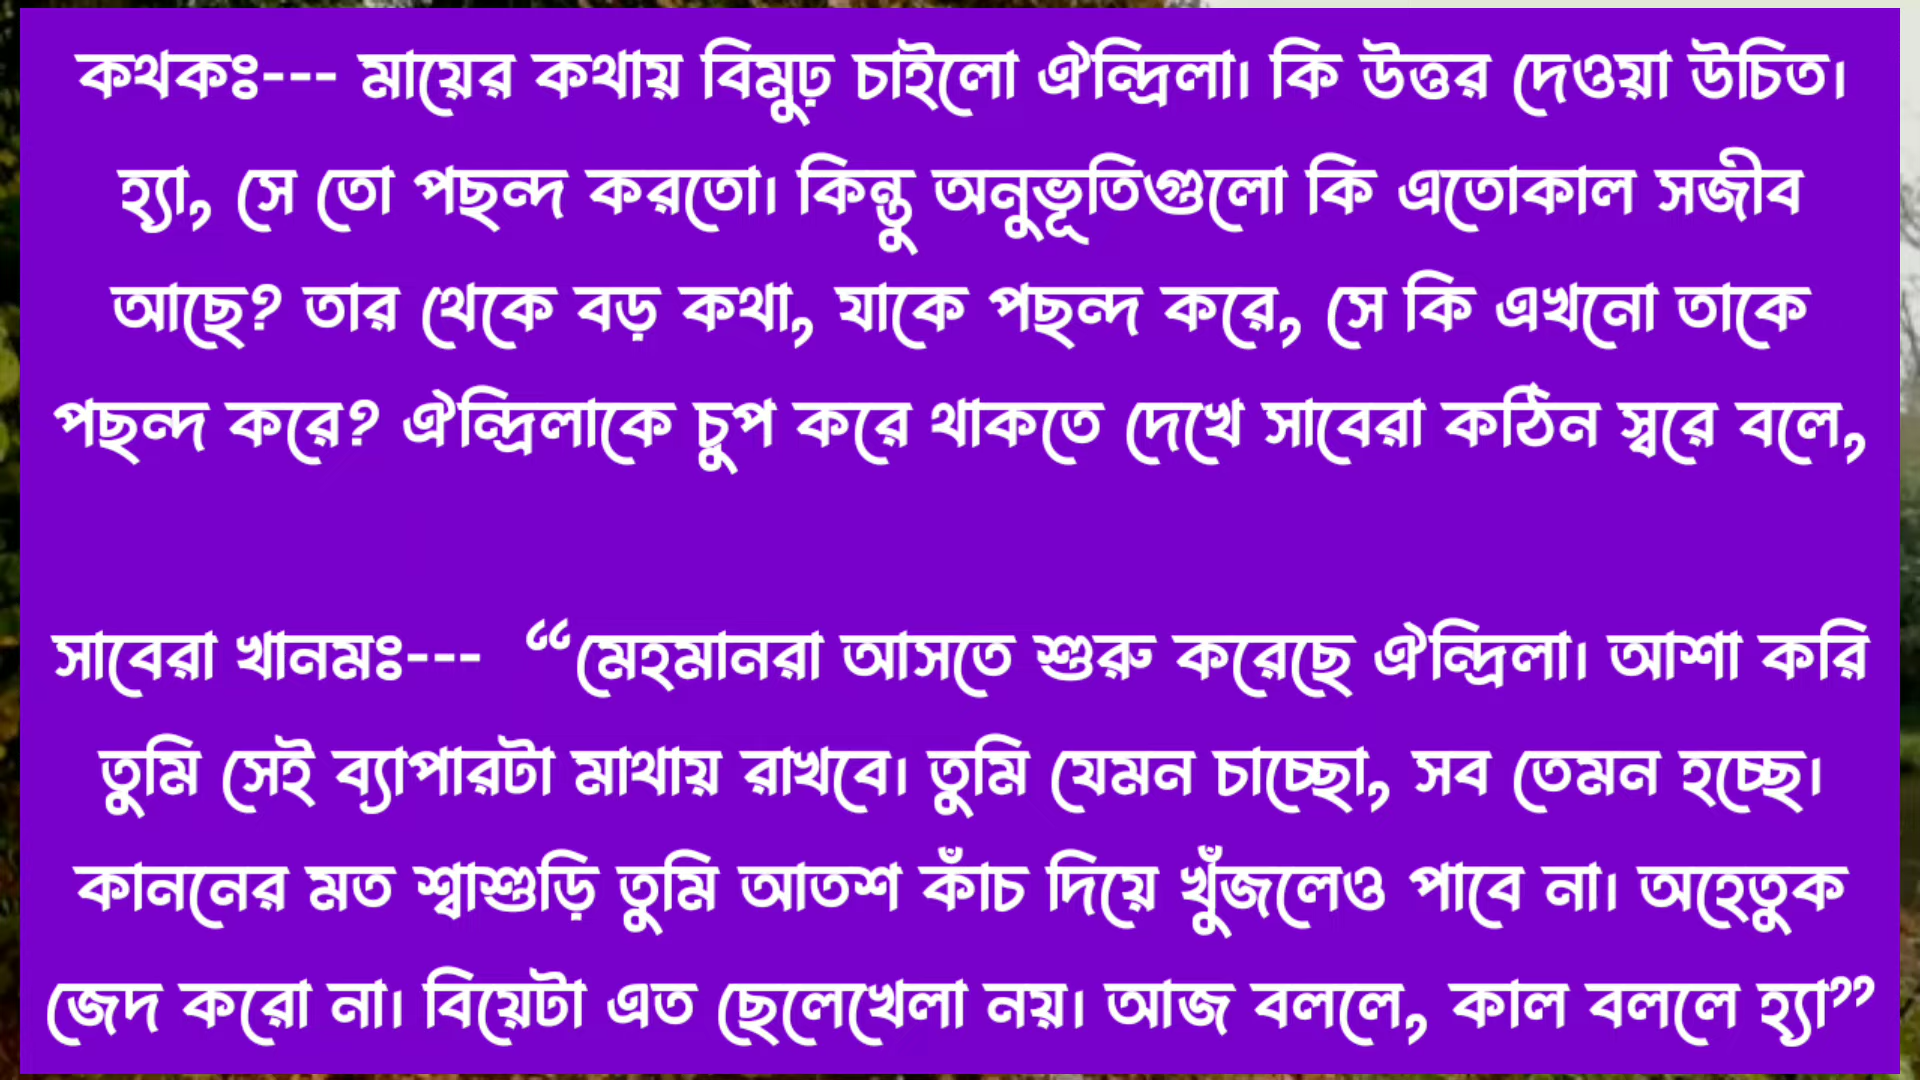 কথকঃ--- মায়ের কথায় বিমুঢ় চাইলো ঐন্দ্রিলা। কি উত্তর দেওয়া উচিত।
হ্যা, সে তো পছন্দ করতো। কিন্তু অনুভূতিগুলো কি এতোকাল সজীব
আছে? তার থেকে বড় কথা, যাকে পছন্দ করে, সে কি এখনো তাকে
পছন্দ করে? ঐন্দ্রিলাকে চুপ করে থাকতে দেখে সাবেরা কঠিন স্বরে বলে,
সাবেরা খানমঃ--- “মেহমানরা আসতে শুরু করেছে ঐন্দ্রিলা। আশা করি
তুমি সেই ব্যাপারটা মাথায় রাখবে। তুমি যেমন চাচ্ছো, সব তেমন হচ্ছে।
কাননের মত শ্বাশুড়ি তুমি আতশ কাঁচ দিয়ে খুঁজলেও পাবে না। অহেতুক
জেদ করো না। বিয়েটা এত ছেলেখেলা নয়। আজ বললে, কাল বললে হ্যা”